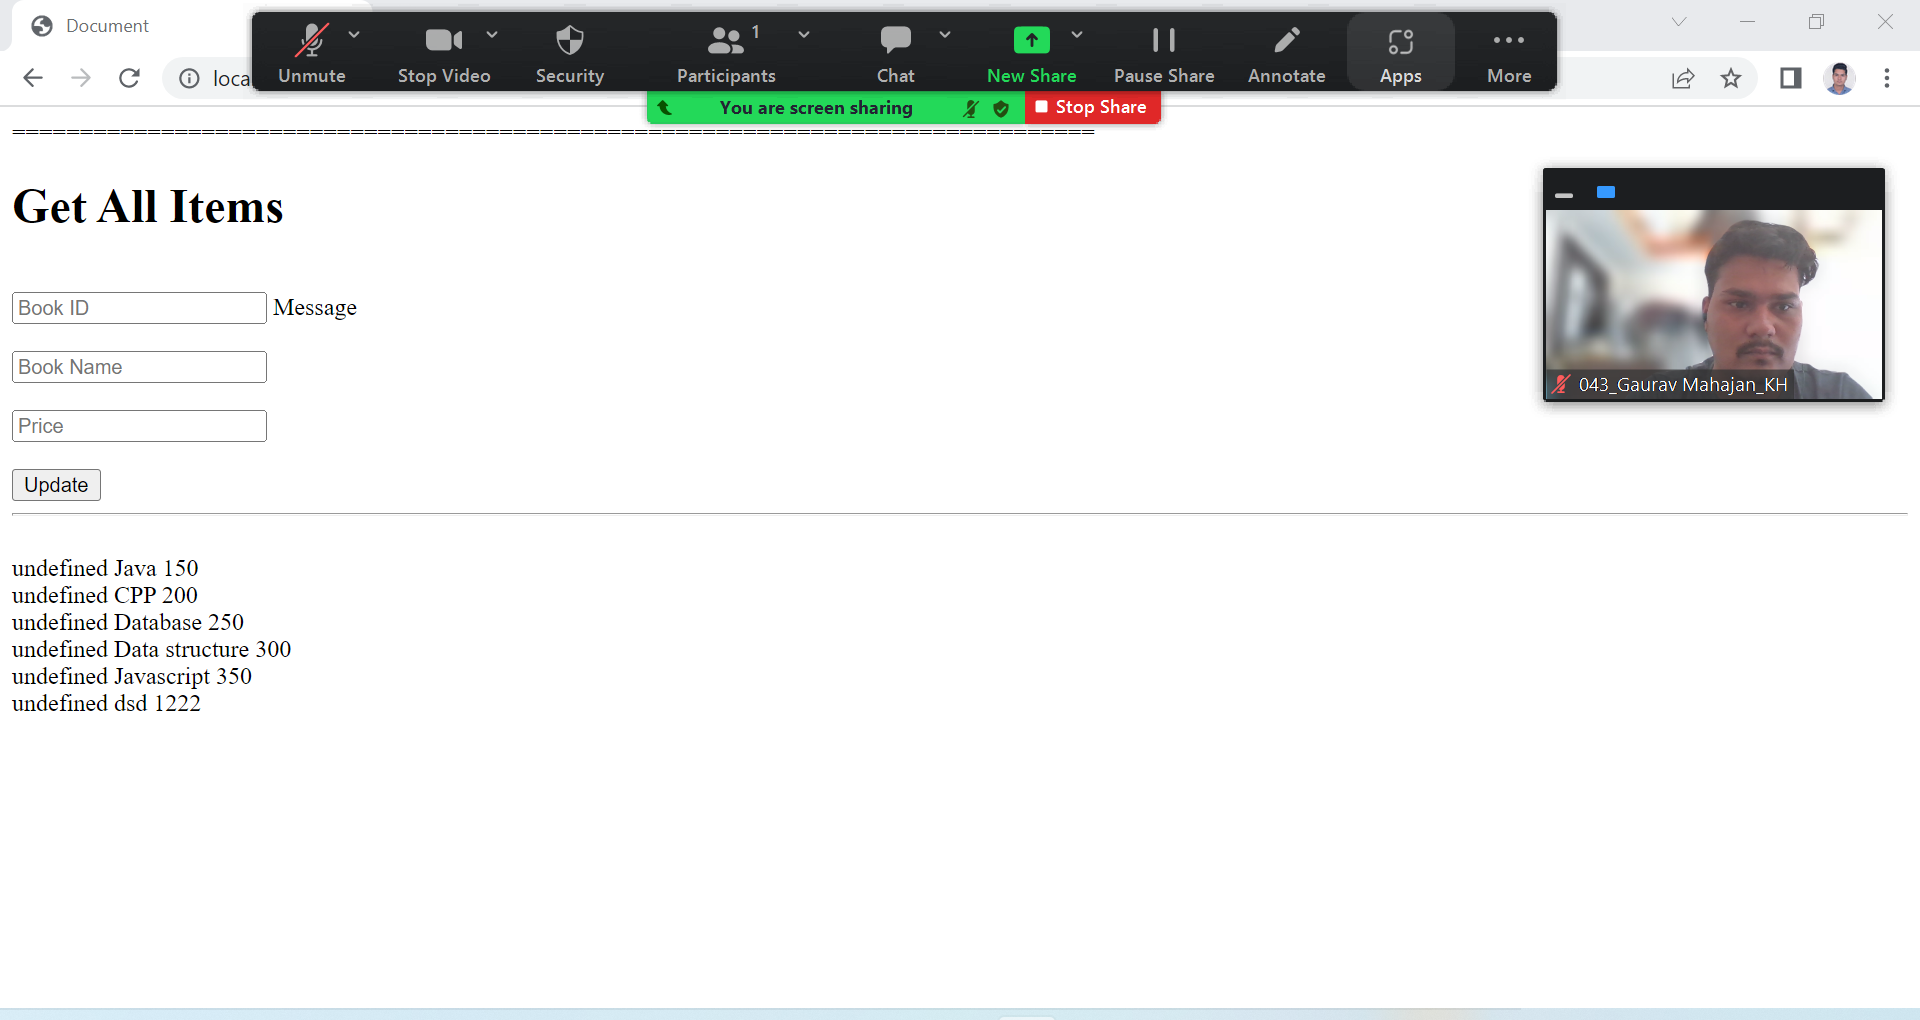 Document
Unmute
Stop Video
Security
Participants
1
Chat
New Share
Pause Share
Annotate
Apps
More
loca
You are screen sharing
Stop Share
================================================================================
Get All Items
Book ID
Message
Book Name
Price
Update
undefined Java 150
undefined CPP 200
undefined Database 250
undefined Data structure 300
undefined Javascript 350
undefined dsd 1222
043_Gaurav Mahajan_KH